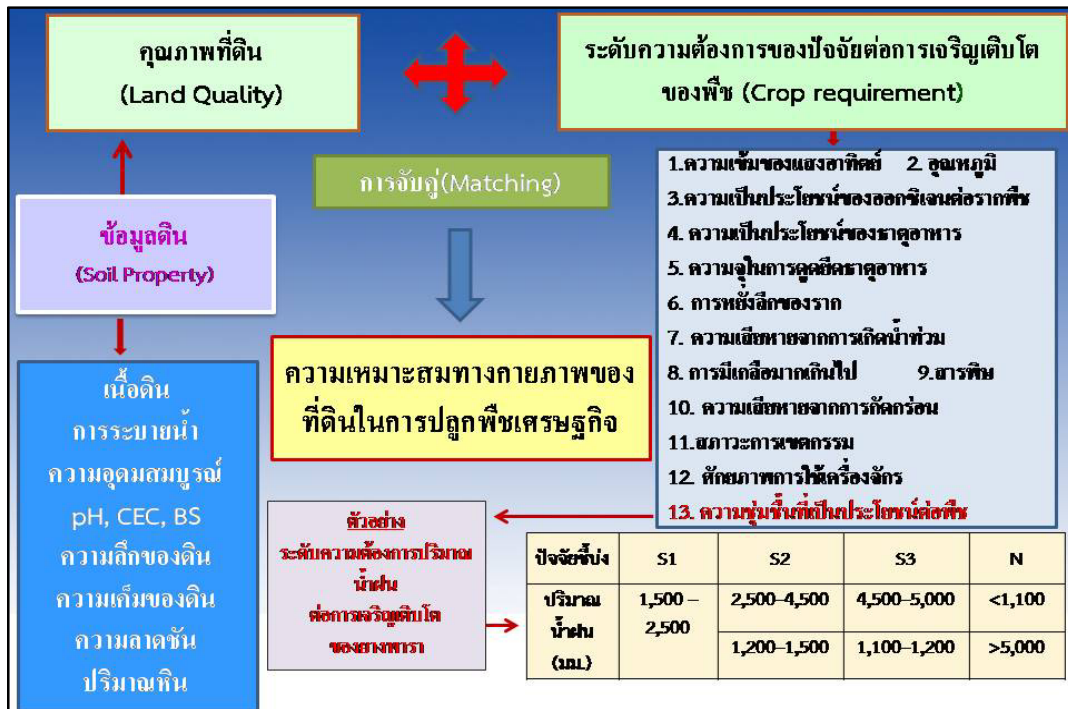 คุณภาพที่ดิน
(Land Quality)
ระดับความต้องการของปัจจัยต่อการเจริญเติบโต
ของพืช (Crop requirement)
การจับคู่(Matching)
ข้อมูลดิน
(Soil Property)
1.ความเข้มของแสงอาทิตย์ 2. อุณหภูมิ
3.ความเป็นประโยชน์ของออกซิเจนต่อรากพืช
4. ความเป็นประโยชน์ของธาตุอาหาร
5. ความจุในการดูดยึดธาตุอาหาร
6. การหยั่งลึกของราก
7. ความเสียหายจากการเกิดน้ำท่วม
8. การมีเกลือมากเกินไป 9.สารพิษ
10. ความเสียหายจากการกัดกร่อน
11.สภาวะการเขตกรรม
12. ศักยภาพการใช้เครื่องจักร
13. ความชุ่มชื้นที่เป็นประโยชน์ต่อพืช
ความเหมาะสมทางกายภาพของ
ที่ดินในการปลูกพืชเศรษฐกิจ
เนื้อดิน
การระบายน้ำ
ความอุดมสมบูรณ์
pH, CEC, BS
ความลึกของดิน
ความเค็มของดิน
ความลาดชัน
ปริมาณหิน
ตัวอย่าง
ระดับความต้องการปริมาณ
น้ำฝน
ต่อการเจริญเติบโต
ของยางพารา
ปัจจัยชี้บ่ง S1 S2 S3 N
ปริมาณ
น้ำฝน
(มม.)
1,500 –
2,500
2,500–4,500 4,500–5,000 <1,100
1,200–1,500 1,100–1,200 >5,000